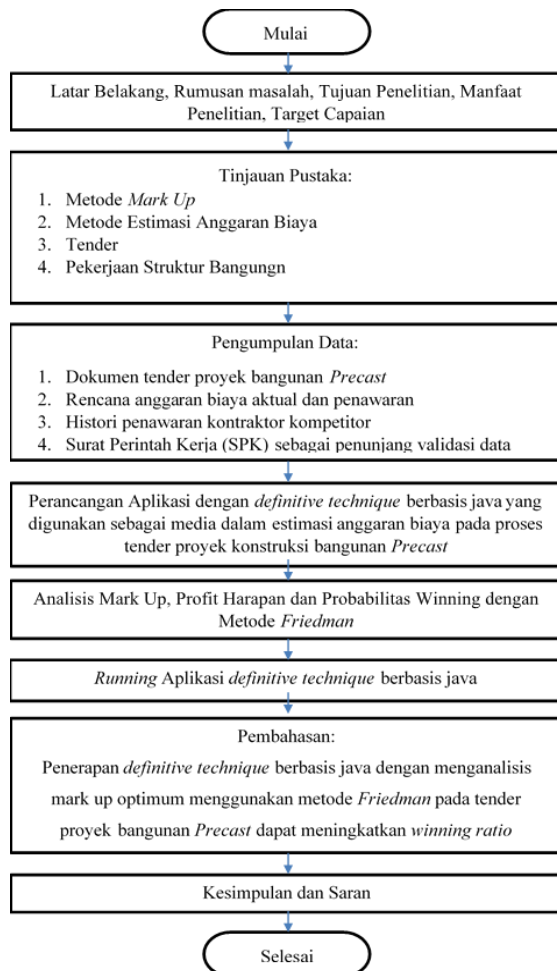 Mulai
Latar Belakang, Rumusan masalah, Tujuan Penelitian, Manfaat
Penelitian, Target Capaian
Tinjauan Pustaka:
1. Metode Mark Up
2. Metode Estimasi Anggaran Biaya
3. Tender
4. Pekerjaan Struktur Bangungn
Pengumpulan Data:
1. Dokumen tender proyek bangunan Precast
2. Rencana anggaran biaya aktual dan penawaran
3. Histori penawaran kontraktor kompetitor
4. Surat Perintah Kerja (SPK) sebagai penunjang validasi data
Perancangan Aplikasi dengan definitive technique berbasis java yang
digunakan sebagai media dalam estimasi anggaran biaya pada proses
tender proyek konstruksi bangunan Precast
Analisis Mark Up, Profit Harapan dan Probabilitas Winning dengan
Metode Friedman
Running Aplikasi definitive technique berbasis java
Pembahasan:
Penerapan definitive technique berbasis java dengan menganalisis
mark up optimum menggunakan metode Friedman pada tender
proyek bangunan Precast dapat meningkatkan winning ratio
Kesimpulan dan Saran
Selesai